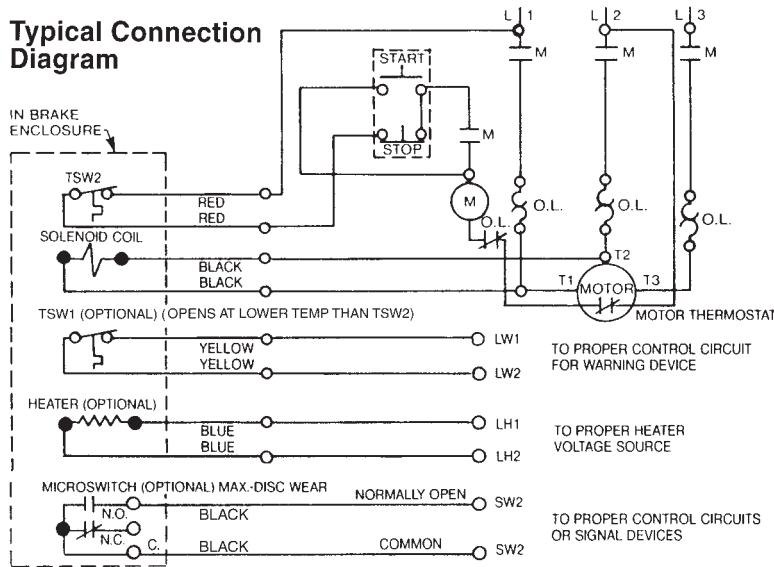 Typical Connection
Diagram
L 1
L 2
L 3
M
M
M
START
STOP
M
M
IN BRAKE
ENCLOSURE
TSW2
RED
RED
O.L.
O.L.
O.L.
O.L.
SOLENOID COIL
BLACK
BLACK
T2
T1
MOTOR
T3
MOTOR THERMOSTAT
TSW1 (OPTIONAL) (OPENS AT LOWER TEMP THAN TSW2)
YELLOW
YELLOW
LW1
LW2
TO PROPER CONTROL CIRCUIT
FOR WARNING DEVICE
HEATER (OPTIONAL)
BLUE
BLUE
LH1
LH2
TO PROPER HEATER
VOLTAGE SOURCE
MICROSWITCH (OPTIONAL) MAX.-DISC WEAR
NORMALLY OPEN
SW2
N.O.
BLACK
N.C.
C.
BLACK
COMMON
SW2
TO PROPER CONTROL CIRCUITS
OR SIGNAL DEVICES